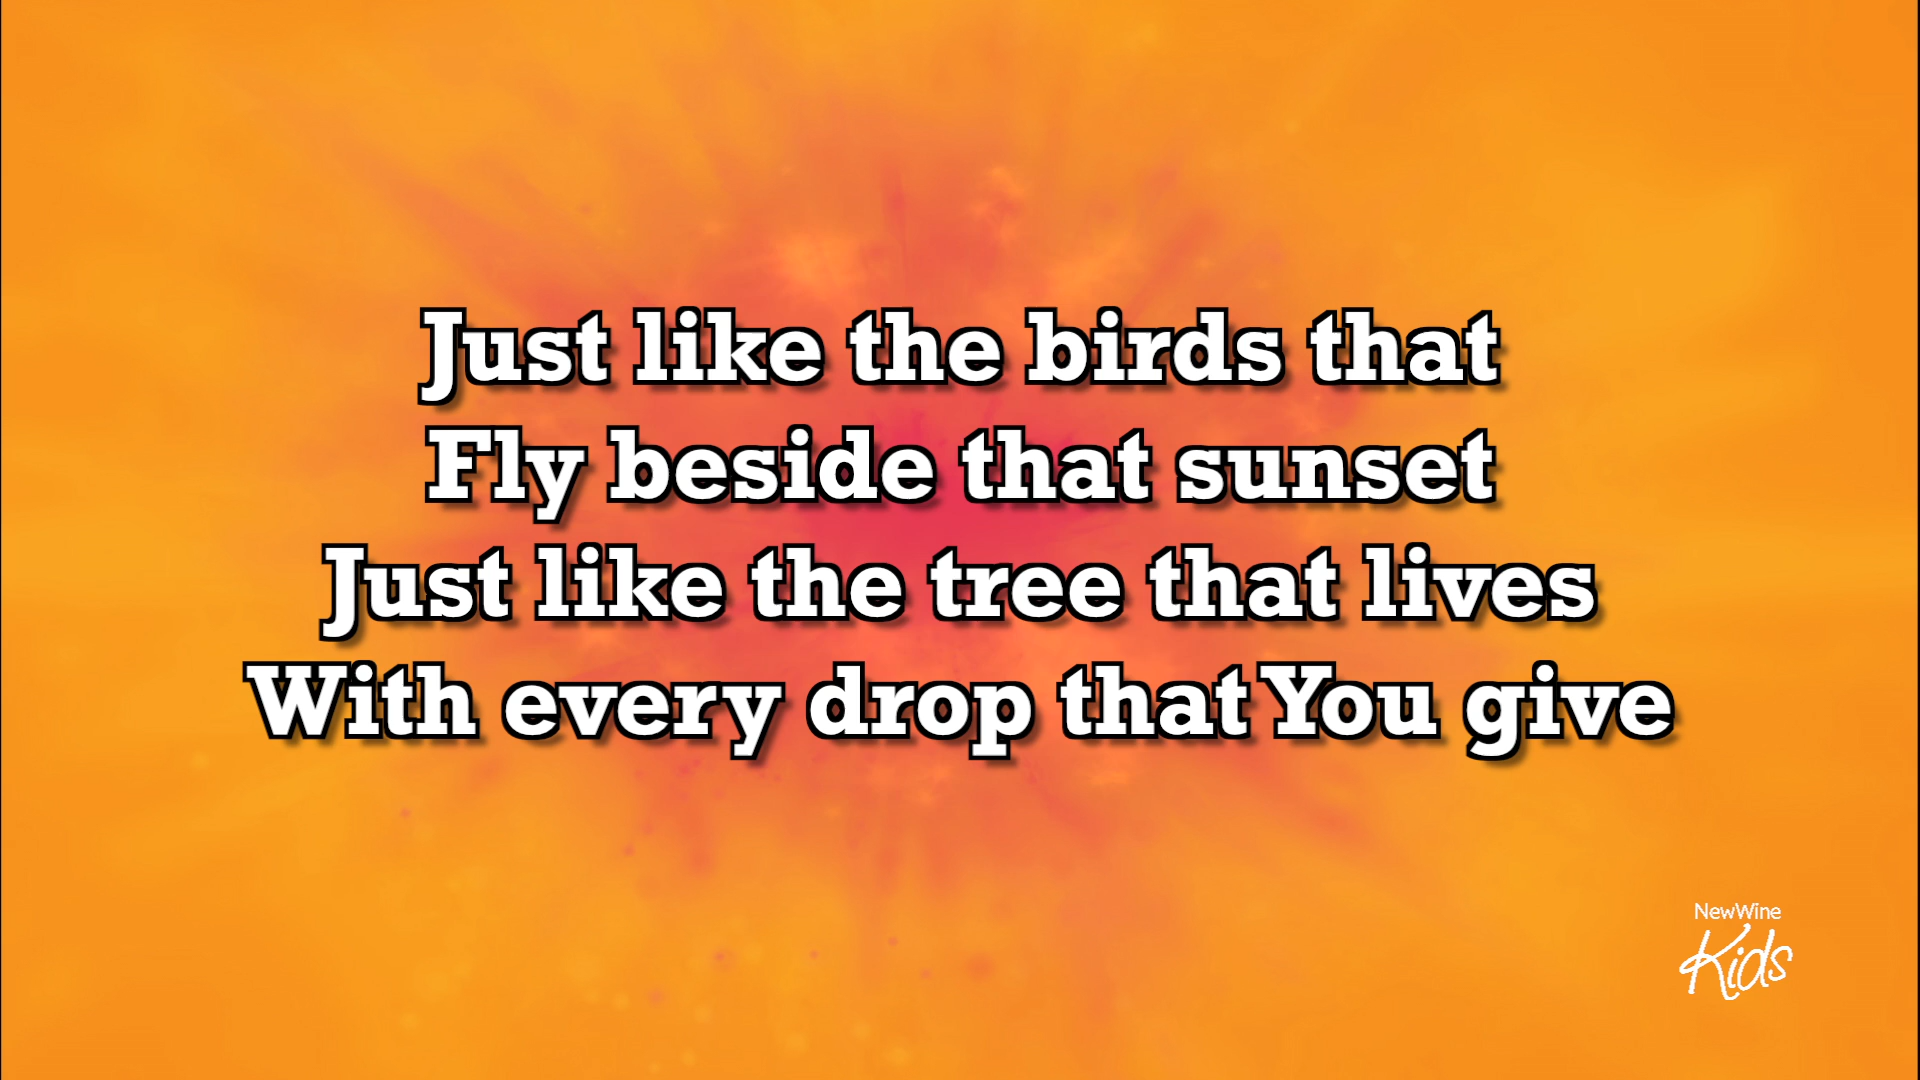 Just like the birds that
Fly beside that sunset
Just like the tree that lives
With every drop that You give
NewWine
Kids